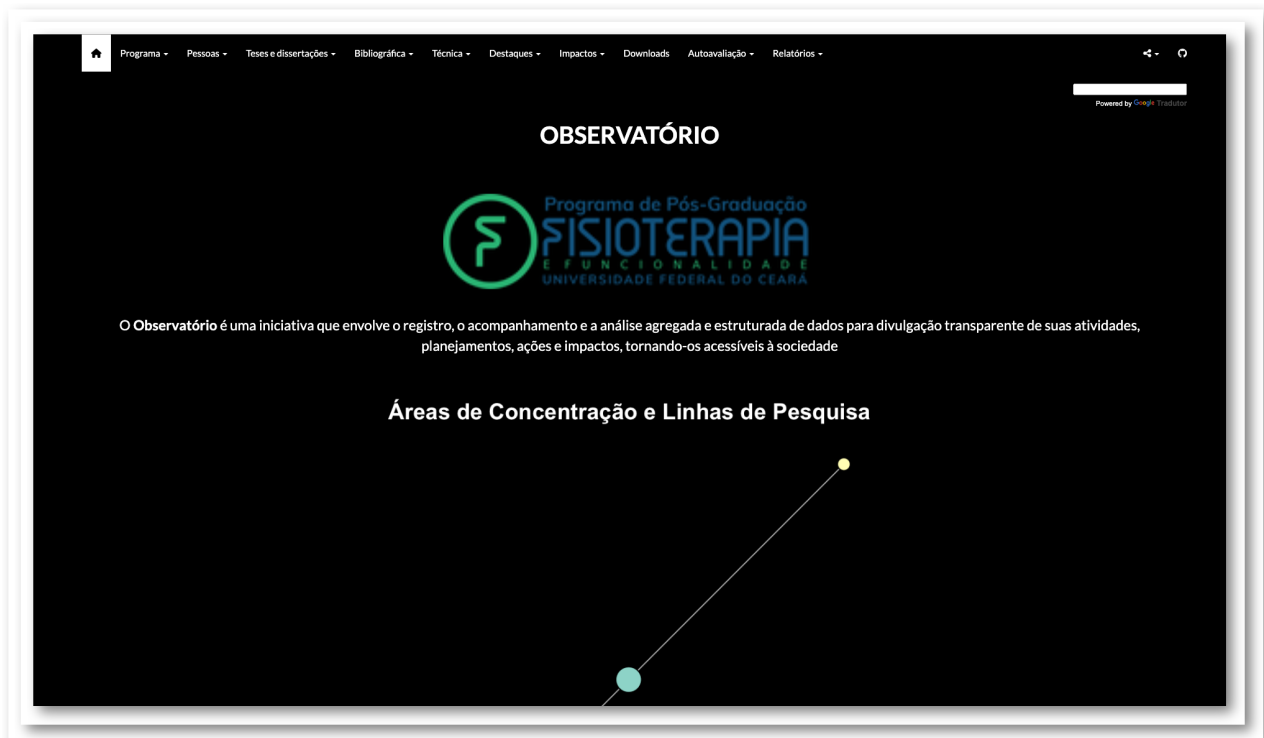 Programa Pessoas Teses e dissertações Bibliográfica Técnica Destaques Impactos Downloads Autoavaliação Relatórios
Powered by Google Tradutor
OBSERVATÓRIO
Programa de Pós-Graduação
FISIOTERAPIA
E FUNCIONALIDADE
UNIVERSIDADE FEDERAL DO CEARÁ
O Observatório é uma iniciativa que envolve o registro, o acompanhamento e a análise agregada e estruturada de dados para divulgação transparente de suas atividades,
planejamentos, ações e impactos, tornando-os acessíveis à sociedade
Áreas de Concentração e Linhas de Pesquisa